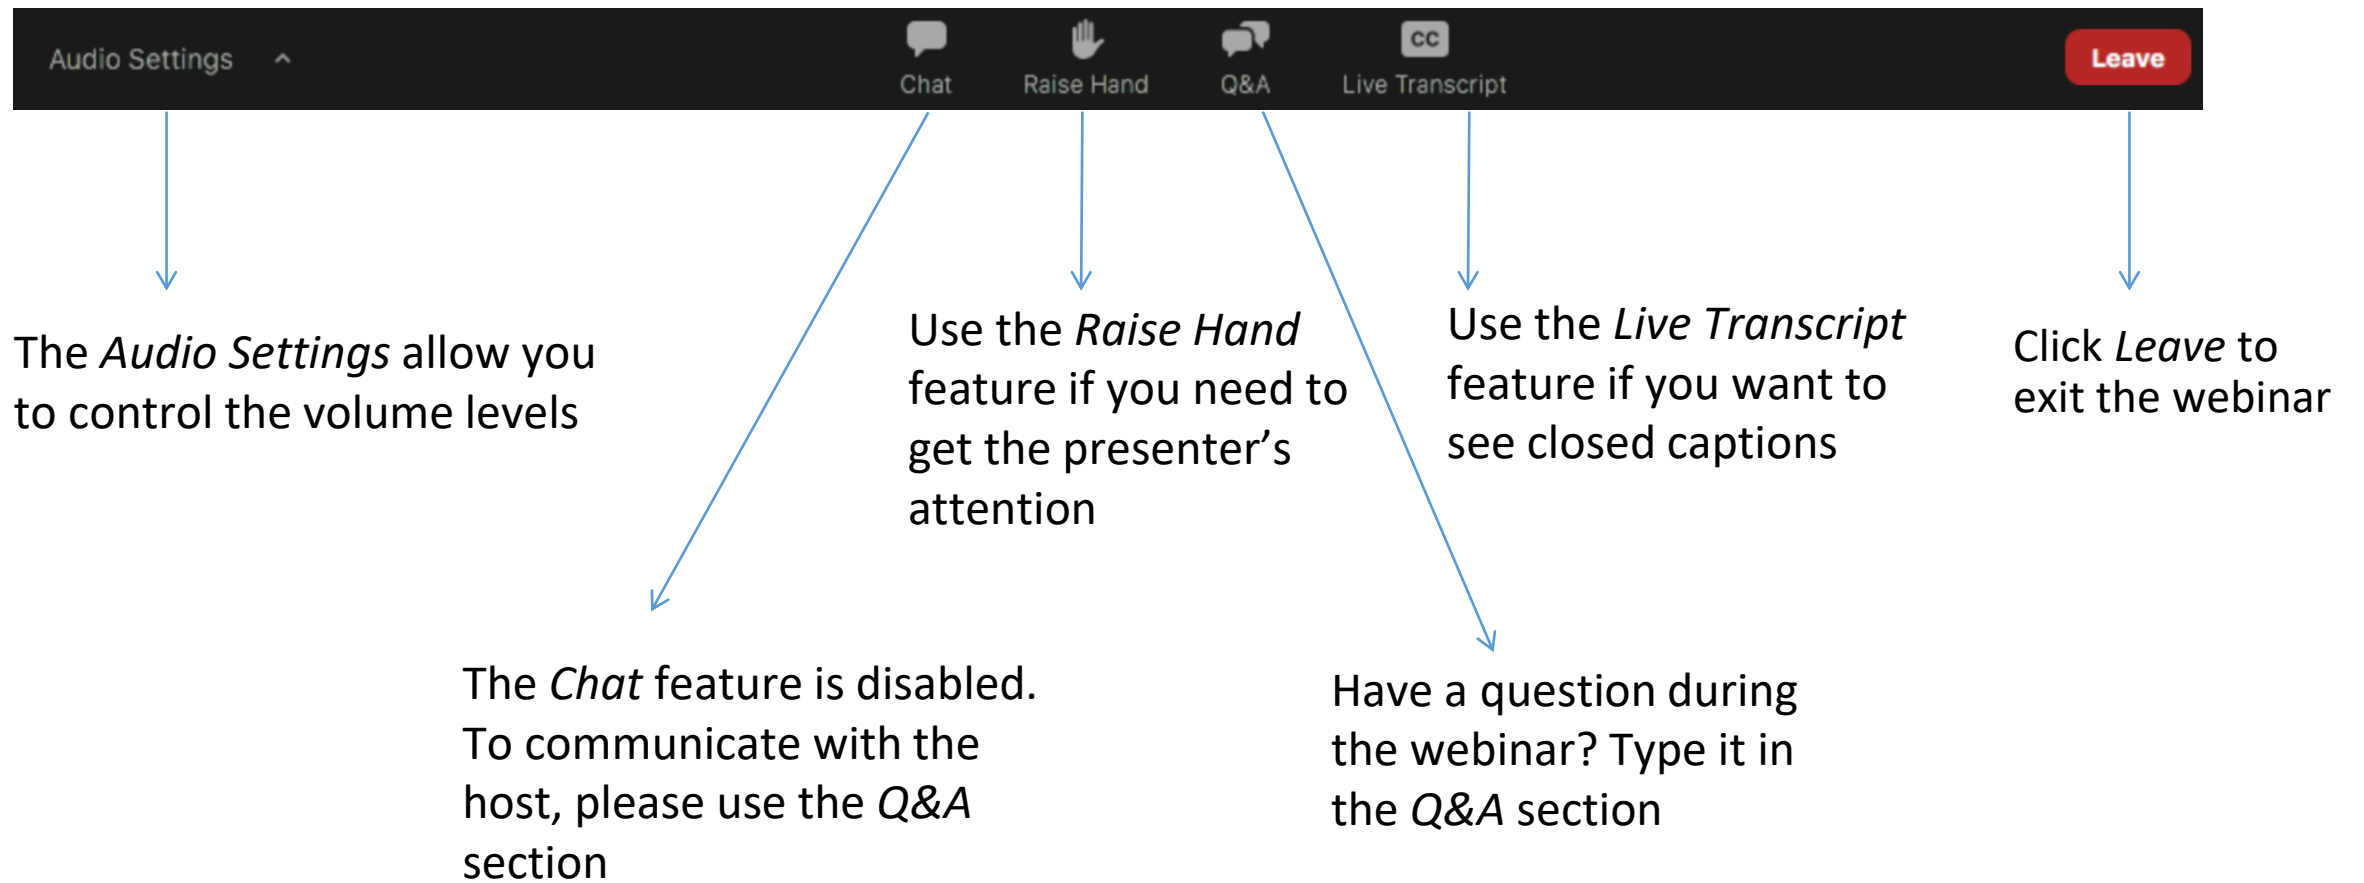 Audio Settings
Chat
Raise Hand
Q&A
CC
Live Transcript
Leave
The Audio Settings allow you
to control the volume levels
Use the Raise Hand
feature if you need to
get the presenter’s
attention
Use the Live Transcript
feature if you want to
see closed captions
Click Leave to
exit the webinar
The Chat feature is disabled.
To communicate with the
host, please use the Q&A
section
Have a question during
the webinar? Type it in
the Q&A section